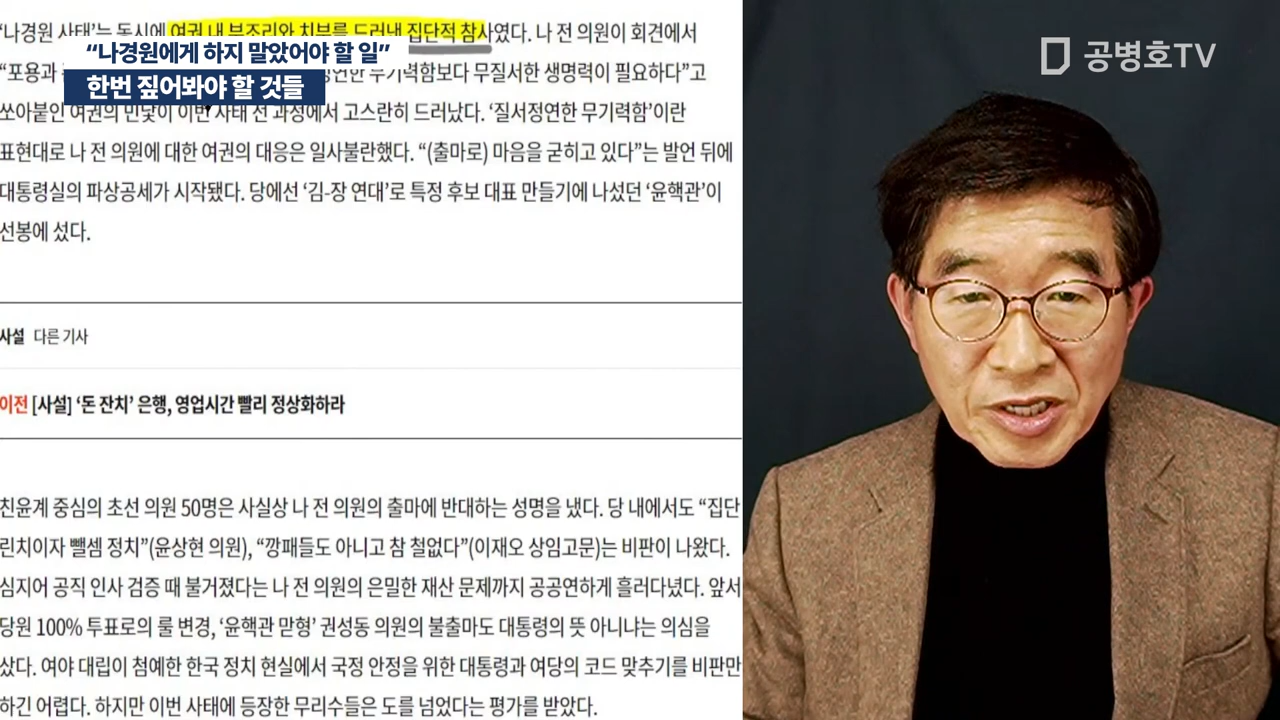 ‘나경원 사태’는 동시에 여권 내 부조리와 치부를 드러낸 집단적 참사였다. 나 전 의원이 회견에서
“나경원에게 하지 말았어야 할 일”
“포용과 무기력함보다 무질서한 생명력이 필요하다”고
한번 짚어봐야 할 것들
쏘아붙인 여권의 민낯이 이번 사태 전 과정에서 고스란히 드러났다. ‘질서정연한 무기력함’이란
표현대로 나 전 의원에 대한 여권의 대응은 일사불란했다. “(출마로) 마음을 굳히고 있다”는 발언 뒤에
대통령실의 파상공세가 시작됐다. 당에선 ‘김-장 연대’로 특정 후보 대표 만들기에 나섰던 ‘윤핵관’이
선봉에 섰다.
사설 다른 기사
이전 [사설] ‘돈 잔치’ 은행, 영업시간 빨리 정상화하라
친윤계 중심의 초선 의원 50명은 사실상 나 전 의원의 출마에 반대하는 성명을 냈다. 당 내에서도 “집단
린치이자 뺄셈 정치”(윤상현 의원), “깡패들도 아니고 참 철없다”(이재오 상임고문)는 비판이 나왔다.
심지어 공직 인사 검증 때 불거졌다는 나 전 의원의 은밀한 재산 문제까지 공공연하게 흘러다녔다. 앞서
당원 100% 투표로의 룰 변경, ‘윤핵관 맏형’ 권성동 의원의 불출마도 대통령의 뜻 아니냐는 의심을
샀다. 여야 대립이 첨예한 한국 정치 현실에서 국정 안정을 위한 대통령과 여당의 코드 맞추기를 비판만
하긴 어렵다. 하지만 이번 사태에 등장한 무리수들은 도를 넘었다는 평가를 받았다.
공병호TV